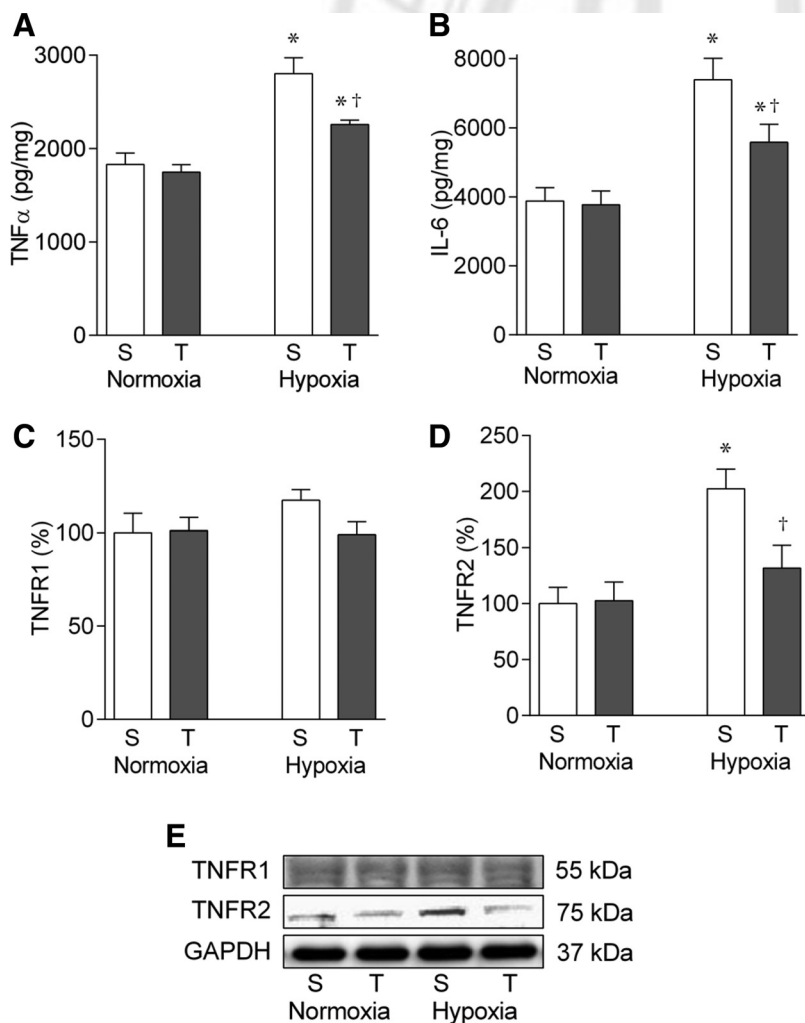 A
TNFα (pg/mg)
3000
2000
1000
0
*
*†
S T S T
Normoxia Hypoxia
B
IL-6 (pg/mg)
8000
6000
4000
2000
0
*
*†
S T S T
Normoxia Hypoxia
C
TNFR1 (%)
150
100
50
0
S T S T
Normoxia Hypoxia
D
TNFR2 (%)
250
200
150
100
50
0
*
†
S T S T
Normoxia Hypoxia
E
TNFR1 55 kDa
TNFR2 75 kDa
GAPDH 37 kDa
S T S T
Normoxia Hypoxia